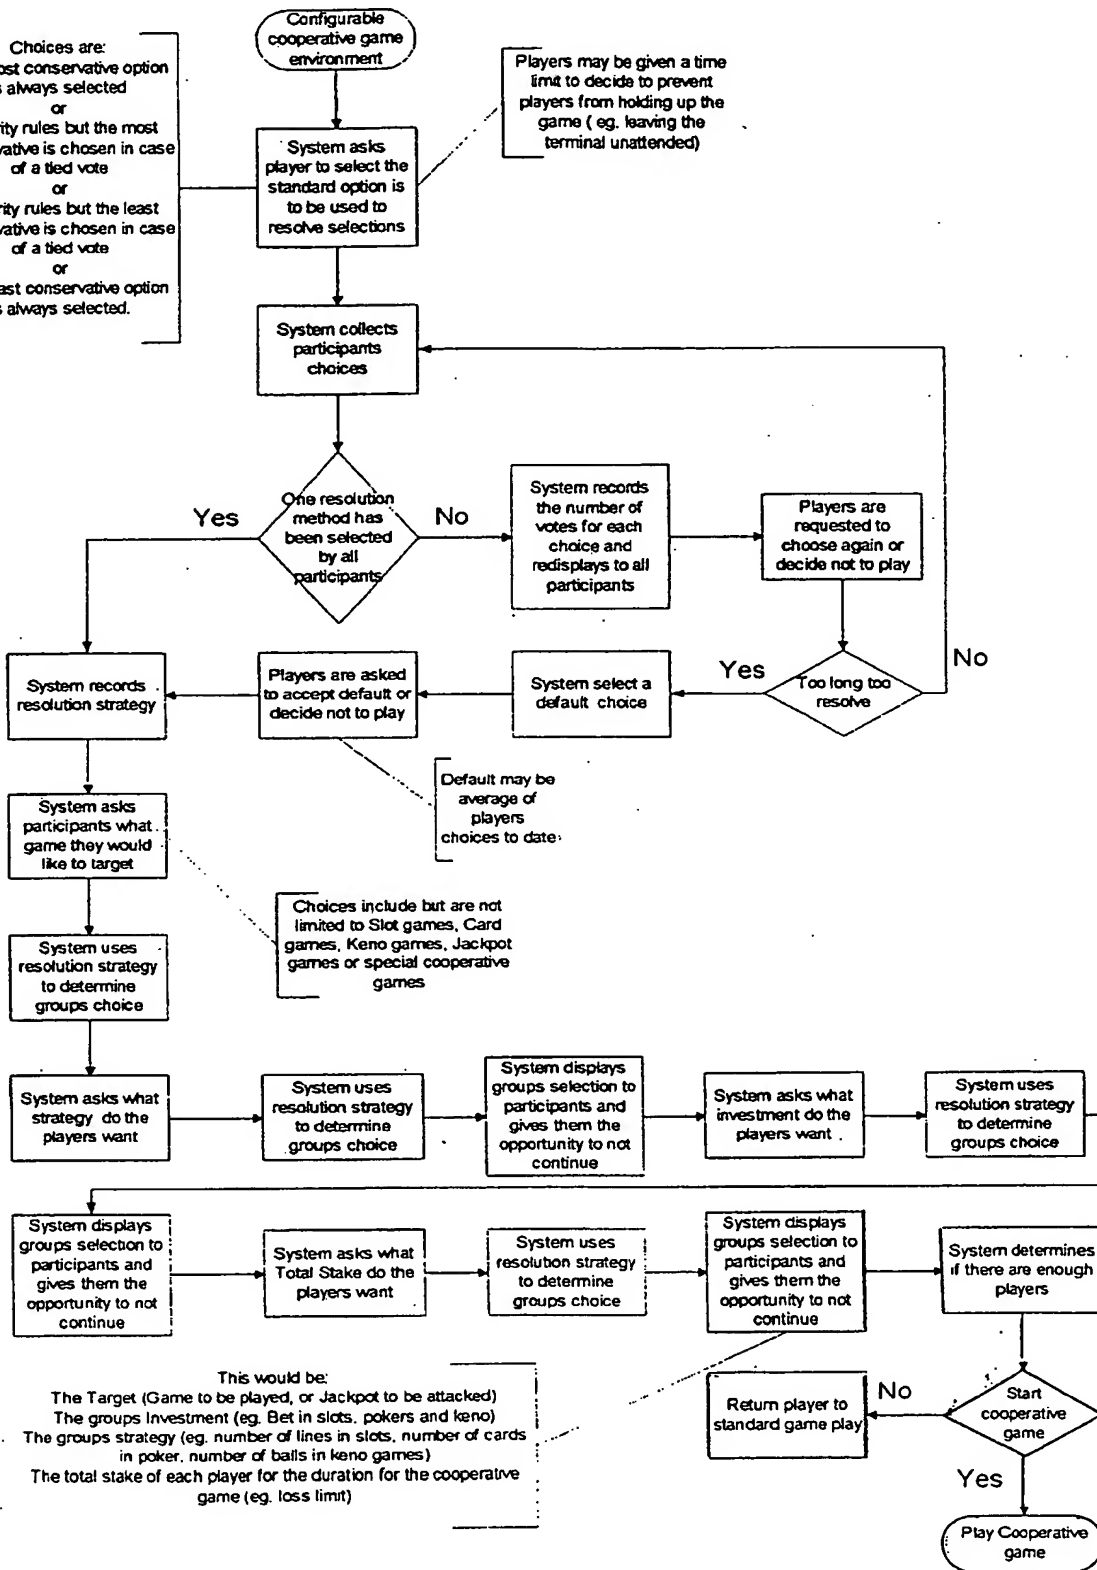 Configurable
cooperative game
environment
Choices are:
ost conservative option
s always selected
or
rity rules but the most
vative is chosen in case
of a tied vote
or
rity rules but the least
vative is chosen in case
of a tied vote
or
ast conservative option
s always selected.
Players may be given a time
limit to decide to prevent
players from holding up the
game ( eg. leaving the
terminal unattended)
System asks
player to select the
standard option is
to be used to
resolve selections
System collects
participants
choices
One resolution
method has
been selected
by all
participants
Yes
No
System records
the number of
votes for each
choice and
redisplays to all
participants
Players are
requested to
choose again or
decide not to play
Too long too
resolve
Yes
No
System select a
default choice
Players are asked
to accept default or
decide not to play
System records
resolution strategy
Default may be
average of
players
choices to date
System asks
participants what
game they would
like to target
Choices include but are not
limited to Slot games, Card
games, Keno games, Jackpot
games or special cooperative
games
System uses
resolution strategy
to determine
groups choice
System asks what
strategy do the
players want
System uses
resolution strategy
to determine
groups choice
System displays
groups selection to
participants and
gives them the
opportunity to not
continue
System asks what
investment do the
players want
System uses
resolution strategy
to determine
groups choice
System displays
groups selection to
participants and
gives them the
opportunity to not
continue
System asks what
Total Stake do the
players want
System uses
resolution strategy
to determine
groups choice
System displays
groups selection to
participants and
gives them the
opportunity to not
continue
System determines
if there are enough
players
This would be:
The Target (Game to be played, or Jackpot to be attacked)
The groups Investment (eg. Bet in slots, pokers and keno)
The groups strategy (eg. number of lines in slots, number of cards
in poker, number of balls in keno games)
The total stake of each player for the duration for the cooperative
game (eg. loss limit)
Return player to
standard game play
No
Start
cooperative
game
Yes
Play Cooperative
game